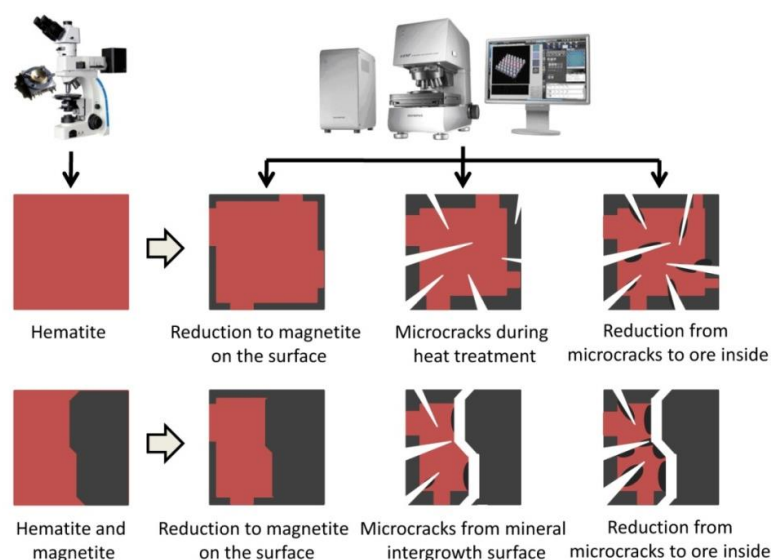 Hematite
Reduction to magnetite
on the surface
Microcracks during
heat treatment
Reduction from
microcracks to ore inside
Hematite and
magnetite
Reduction to magnetite
on the surface
Microcracks from mineral
intergrowth surface
Reduction from
microcracks to ore inside